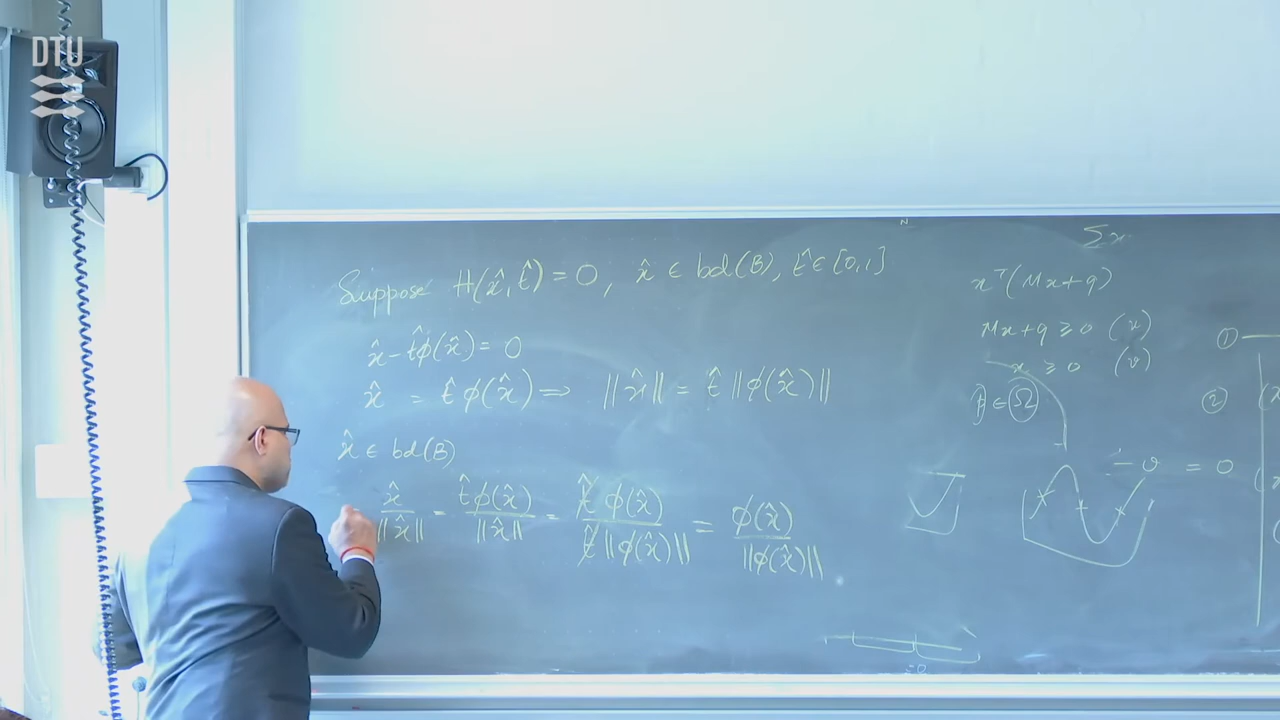 DTU
Suppose H(x̂, t̂) = 0, x̂ ∈ bd(B), t̂ ∈ [0,1]
x̂ - t̂φ(x̂) = 0
x̂ = t̂ φ(x̂) ⇒ ||x̂|| = t̂ ||φ(x̂)||
x̂ ∈ bd(B)
x̂/||x̂|| = t̂φ(x̂)/||x̂|| = t̂ φ(x̂)/t̂ ||φ(x̂)|| = φ(x̂)/||φ(x̂)||
Σx
xᵀ(Mx+q)
Mx+q ≥ 0
x ≥ 0 (v)
∈ Ω
= 0
①
②